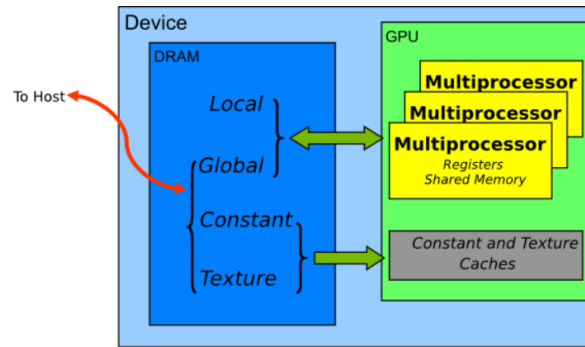 Device
DRAM
GPU
To Host
Local
Global
Constant
Texture
Multiprocessor
Multiprocessor
Multiprocessor
Registers
Shared Memory
Constant and Texture
Caches